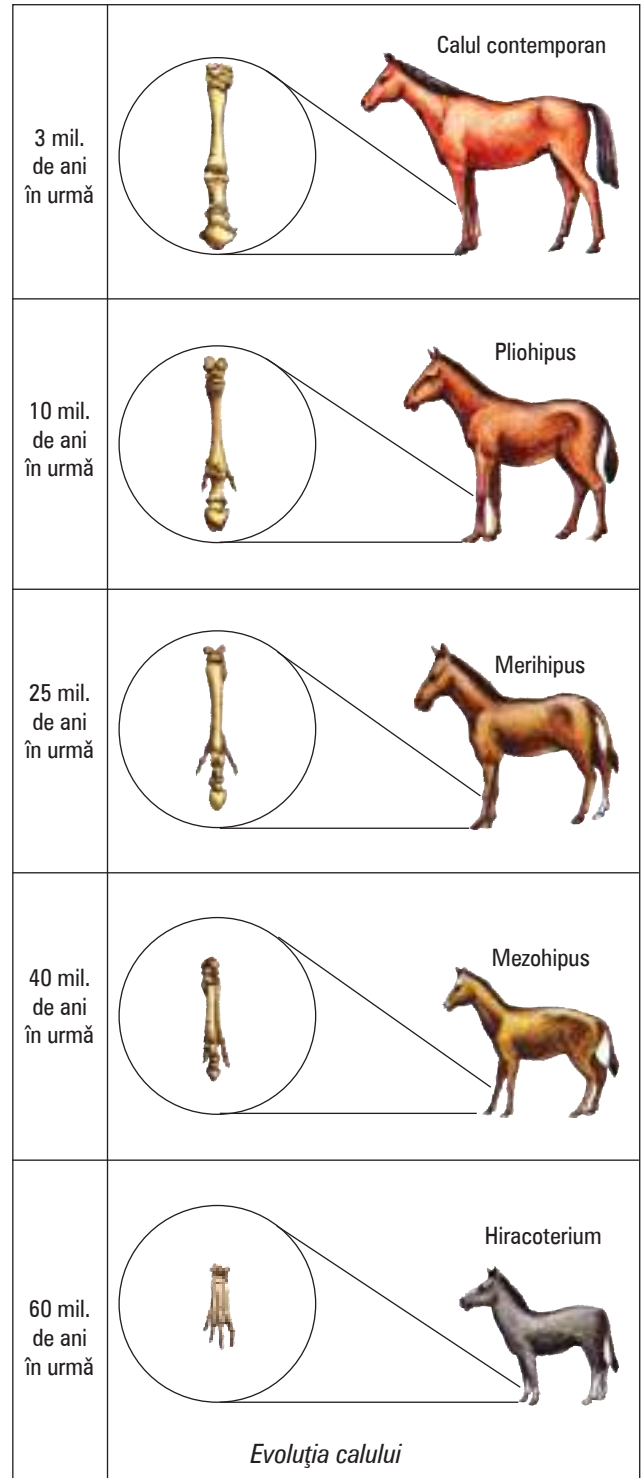 Calul contemporan
3 mil.
de ani
în urmă
Pliohipus
10 mil.
de ani
în urmă
Merihipus
25 mil.
de ani
în urmă
Mezohipus
40 mil.
de ani
în urmă
Hiracoterium
60 mil.
de ani
în urmă
Evoluţia calului